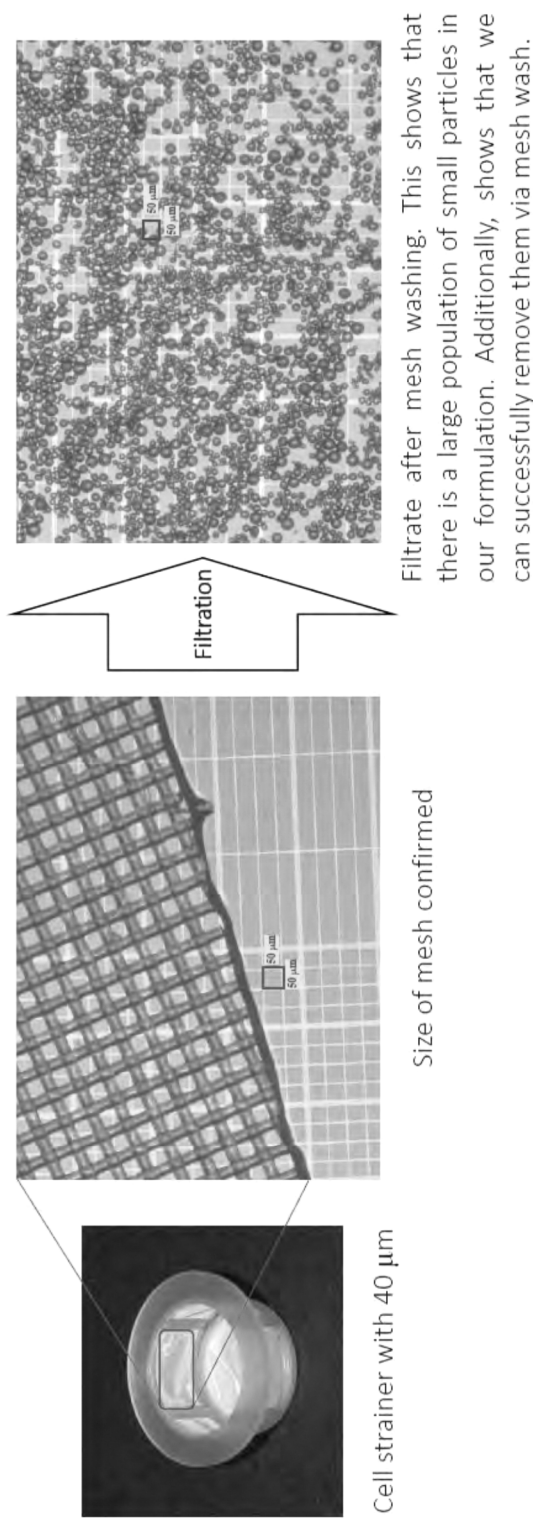 Cell strainer with 40 μm
50 μm
50 μm
Size of mesh confirmed
Filtration
50 μm
50 μm
Filtrate after mesh washing. This shows that
there is a large population of small particles in
our formulation. Additionally, shows that we
can successfully remove them via mesh wash.